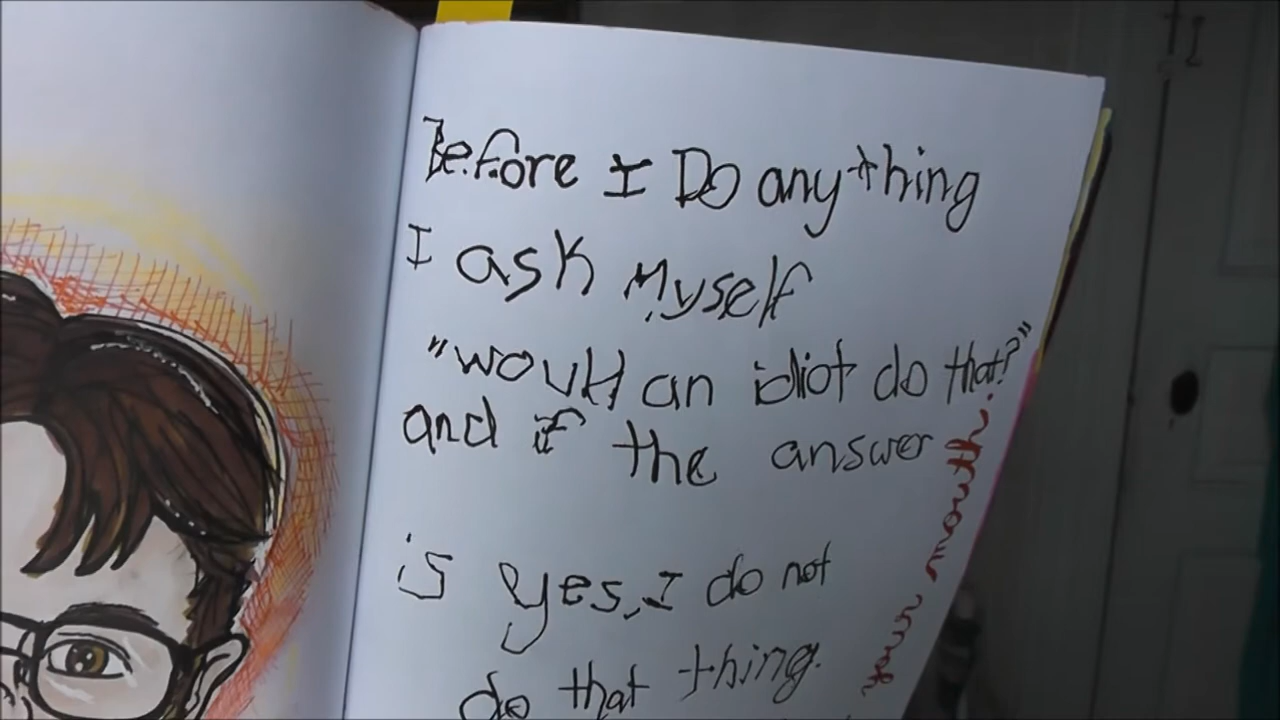 Before I Do anything
I ask Myself
"would an idiot do that?"
and if the answer
is yes, I do not
do that thing.
your mouth.